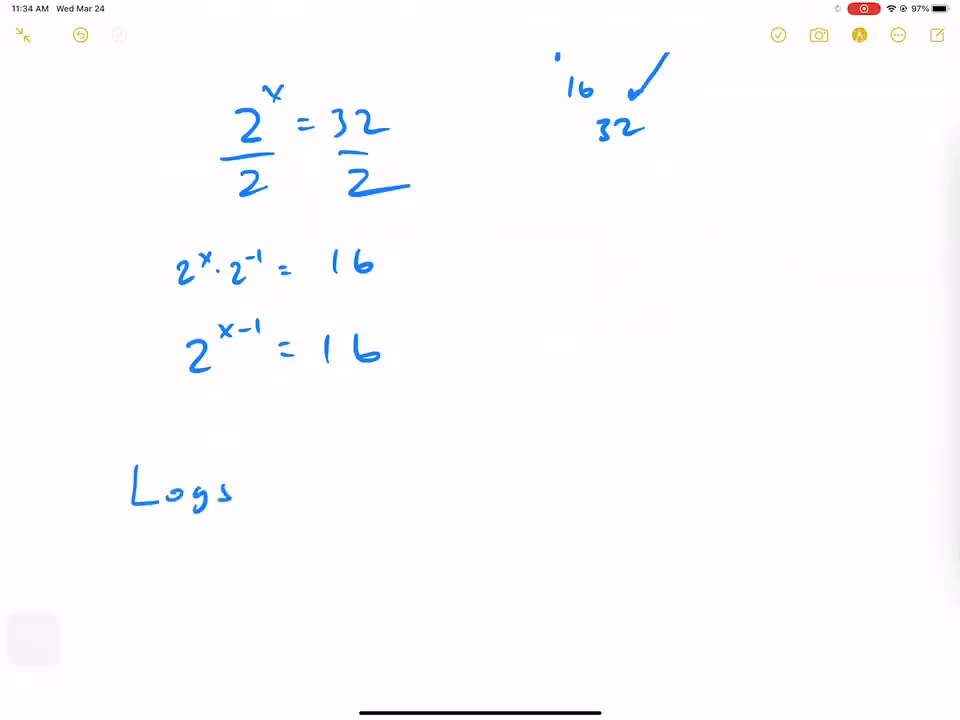 11:34 AM Wed Mar 24
97%
16
32
2^x = 32
2 2
2^x · 2^-1 = 16
2^x-1 = 16
Logs